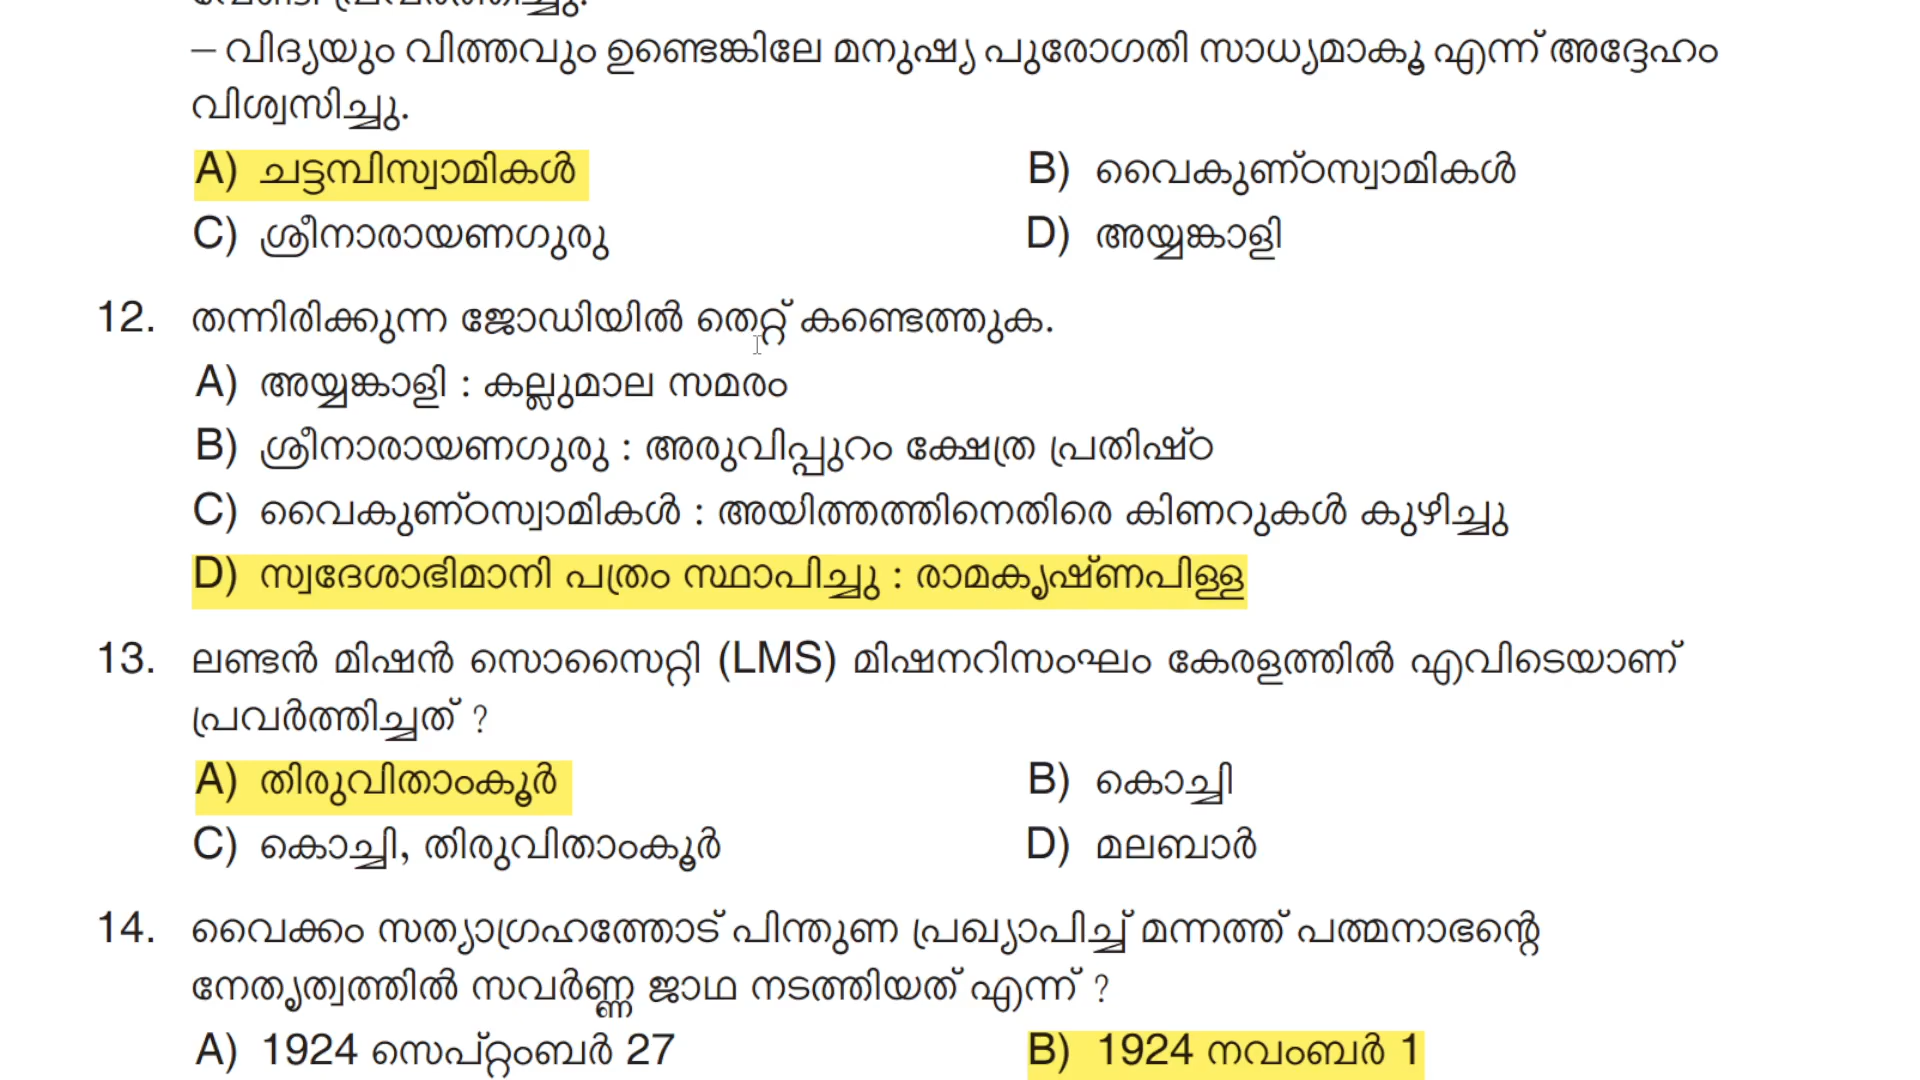 വേണ്ടി പ്രവർത്തിച്ചു.
– വിദ്യയും വിത്തവും ഉണ്ടെങ്കിലേ മനുഷ്യ പുരോഗതി സാധ്യമാകൂ എന്ന് അദ്ദേഹം
വിശ്വസിച്ചു.
A) ചട്ടമ്പിസ്വാമികൾ B) വൈകുണ്ഠസ്വാമികൾ
C) ശ്രീനാരായണഗുരു D) അയ്യങ്കാളി
12. തന്നിരിക്കുന്ന ജോഡിയിൽ തെറ്റ് കണ്ടെത്തുക.
A) അയ്യങ്കാളി : കല്ലുമാല സമരം
B) ശ്രീനാരായണഗുരു : അരുവിപ്പുറം ക്ഷേത്ര പ്രതിഷ്ഠ
C) വൈകുണ്ഠസ്വാമികൾ : അയിത്തത്തിനെതിരെ കിണറുകൾ കുഴിച്ചു
D) സ്വദേശാഭിമാനി പത്രം സ്ഥാപിച്ചു : രാമകൃഷ്ണപിള്ള
13. ലണ്ടൻ മിഷൻ സൊസൈറ്റി (LMS) മിഷനറിസംഘം കേരളത്തിൽ എവിടെയാണ്
പ്രവർത്തിച്ചത് ?
A) തിരുവിതാംകൂർ B) കൊച്ചി
C) കൊച്ചി, തിരുവിതാംകൂർ D) മലബാർ
14. വൈക്കം സത്യാഗ്രഹത്തോട് പിന്തുണ പ്രഖ്യാപിച്ച് മന്നത്ത് പത്മനാഭന്റെ
നേതൃത്വത്തിൽ സവർണ്ണ ജാഥ നടത്തിയത് എന്ന് ?
A) 1924 സെപ്റ്റംബർ 27 B) 1924 നവംബർ 1